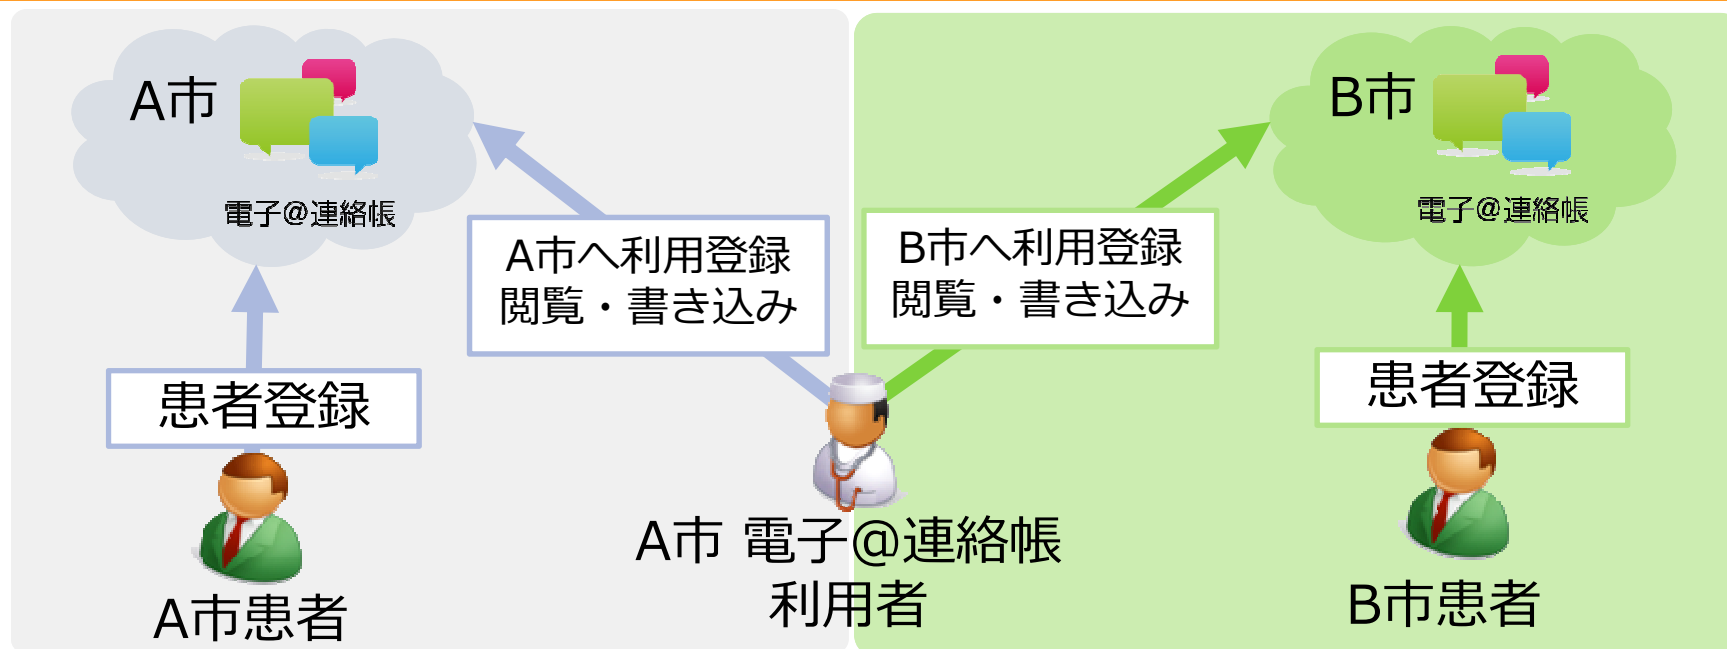 A市
電子@連絡帳
A市へ利用登録
閲覧・書き込み
患者登録
A市患者
B市
電子@連絡帳
B市へ利用登録
閲覧・書き込み
患者登録
B市患者
A市 電子@連絡帳
利用者